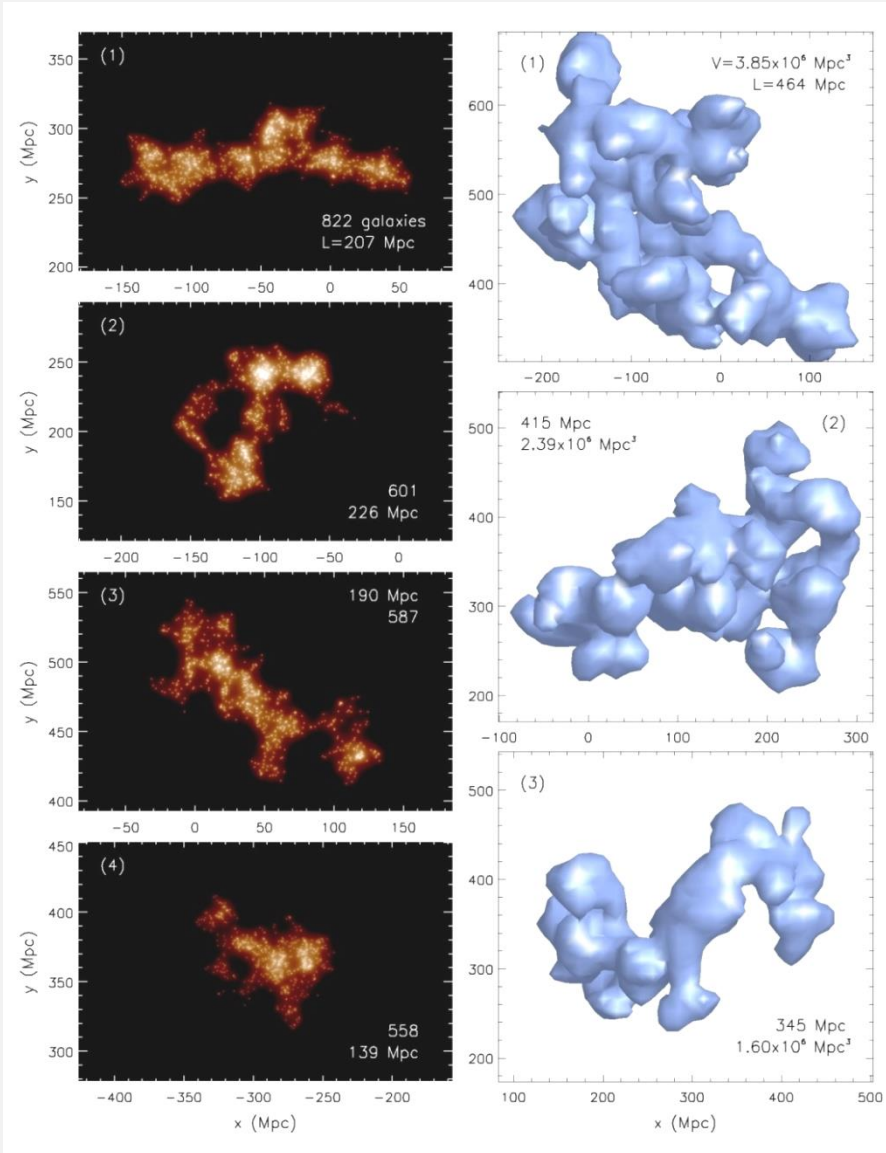 (1)
350
300
250
200
y (Mpc)
822 galaxies
L=207 Mpc
-150 -100 -50 0 50
(2)
250
200
150
y (Mpc)
601
226 Mpc
-200 -150 -100 -50 0
(3)
190 Mpc
587
550
500
450
400
y (Mpc)
-50 0 50 100 150
(4)
450
400
350
300
y (Mpc)
558
139 Mpc
-400 -350 -300 -250 -200
x (Mpc)
(1)
V=3.85x10⁶ Mpc³
L=464 Mpc
600
500
400
-200 -100 0 100
415 Mpc
2.39x10⁶ Mpc³
(2)
500
400
300
200
-100 0 100 200 300
(3)
500
400
300
200
345 Mpc
1.60x10⁶ Mpc³
100 200 300 400 500
x (Mpc)